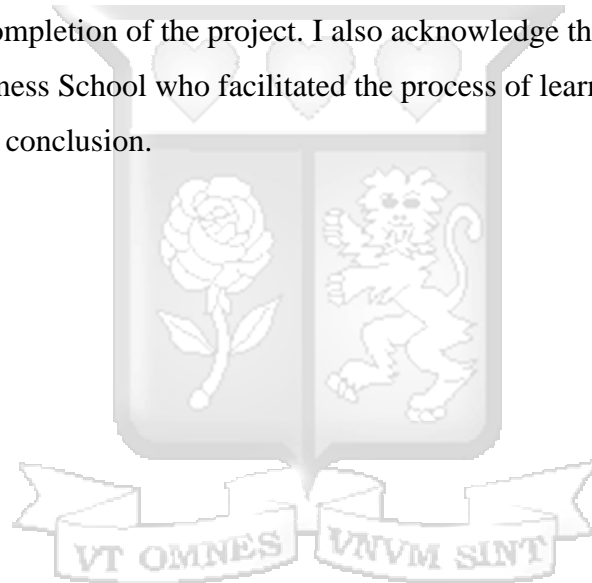 ompletion of the project. I also acknowledge th
ness School who facilitated the process of learn
conclusion.
VT OMNES VNVM SINT